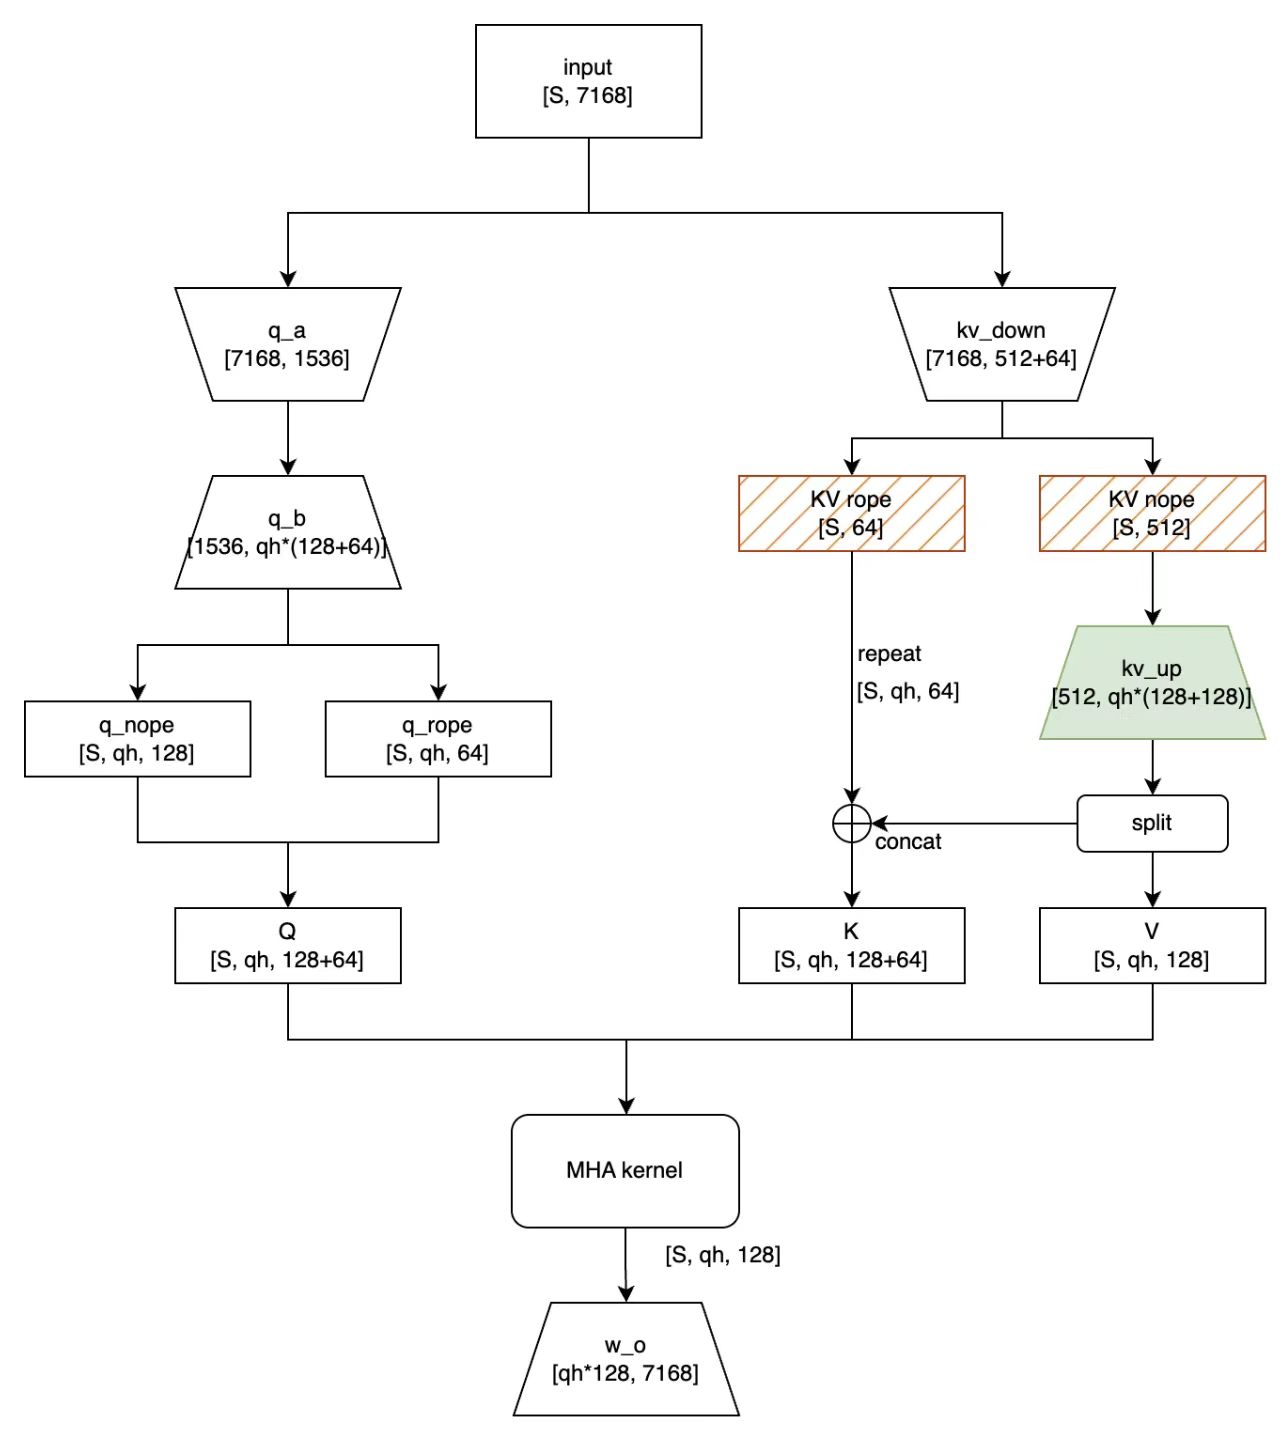 input
[S, 7168]
q_a
[7168, 1536]
kv_down
[7168, 512+64]
q_b
[1536, qh*(128+64)]
KV rope
[S, 64]
KV nope
[S, 512]
repeat
[S, qh, 64]
kv_up
[512, qh*(128+128)]
q_nope
[S, qh, 128]
q_rope
[S, qh, 64]
split
concat
Q
[S, qh, 128+64]
K
[S, qh, 128+64]
V
[S, qh, 128]
MHA kernel
[S, qh, 128]
w_o
[qh*128, 7168]